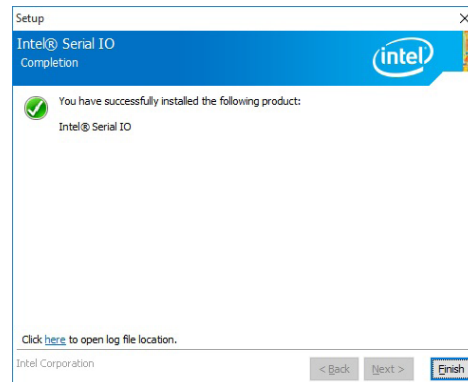 Setup
Intel® Serial IO
Completion
intel
You have successfully installed the following product:
Intel® Serial IO
Click here to open log file location.
Intel Corporation
< Back Next > Finish